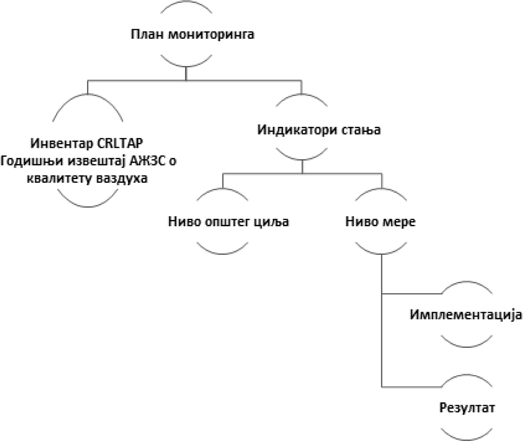 План мониторинга
Инвентар CRLTAP
Годишњи извештај АЖЗС о
квалитету ваздуха
Индикатори стања
Ниво општег циља
Ниво мере
Имплементација
Резултат